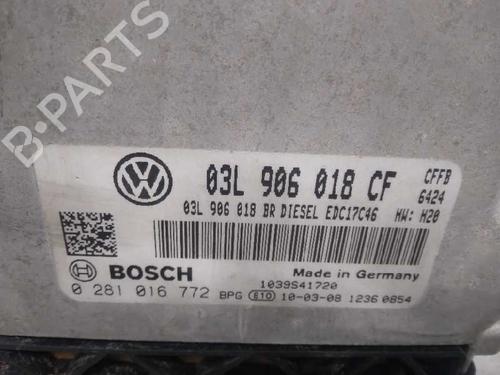 B-PARTS
03L 906 018 CF CFFB
6424
03L 906 018 BR DIESEL EDC17C46 HW: H20
BOSCH
Made in Germany
1039S41720
0 281 016 772 BPG e10 10-03-08 1236 0854